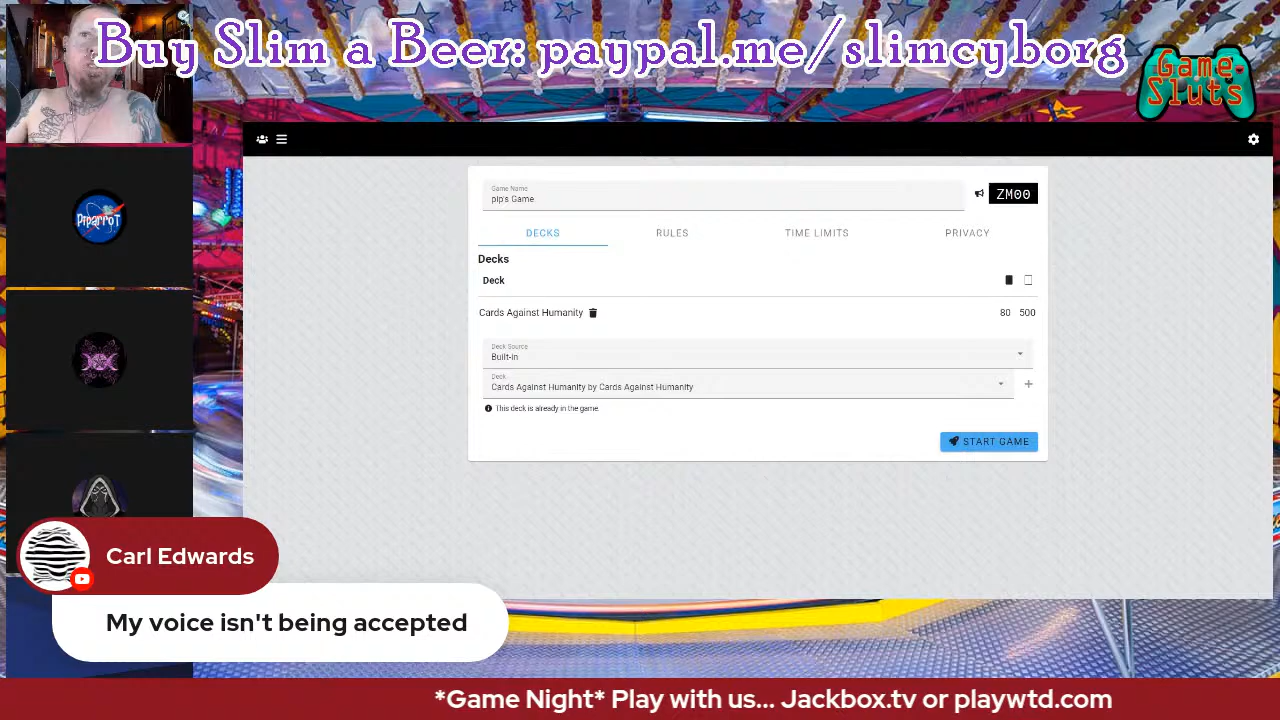 Buy Slim a Beer: paypal.me/slimcyborg
Game-
Sluts
Piparrot
Game Name
pip's Game
ZM00
DECKS RULES TIME LIMITS PRIVACY
Decks
Deck
Cards Against Humanity 80 500
Deck Source
Built-in
Deck
Cards Against Humanity by Cards Against Humanity
This deck is already in the game.
START GAME
Carl Edwards
My voice isn't being accepted
*Game Night* Play with us... Jackbox.tv or playwtd.com